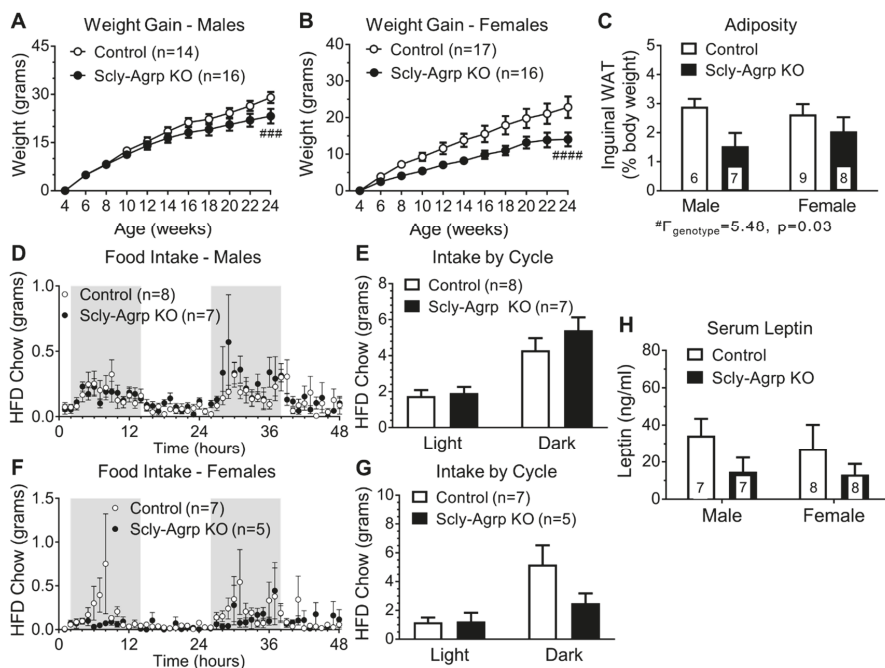 A
Weight Gain - Males
Control (n=14)
Scly-Agrp KO (n=16)
Weight (grams)
45
30
15
0
###
4 6 8 10 12 14 16 18 20 22 24
Age (weeks)
B
Weight Gain - Females
Control (n=17)
Scly-Agrp KO (n=16)
Weight (grams)
40
30
20
10
0
####
4 6 8 10 12 14 16 18 20 22 24
Age (weeks)
C
Adiposity
Control
Scly-Agrp KO
Inguinal WAT
(% body weight)
5
4
3
2
1
0
6 7 9 8
Male Female
genotype=5.48, p=0.03
D
Food Intake - Males
Control (n=8)
Scly-Agrp KO (n=7)
HFD Chow (grams)
1.0
0.5
0.0
0 12 24 36 48
Time (hours)
E
Intake by Cycle
Control (n=8)
Scly-Agrp KO (n=7)
HFD Chow (grams)
8
6
4
2
0
Light Dark
F
Food Intake - Females
Control (n=7)
Scly-Agrp KO (n=5)
HFD Chow (grams)
1.5
1.0
0.5
0.0
0 12 24 36 48
Time (hours)
G
Intake by Cycle
Control (n=7)
Scly-Agrp KO (n=5)
HFD Chow (grams)
10
8
6
4
2
0
Light Dark
H
Serum Leptin
Control
Scly-Agrp KO
Leptin (ng/ml)
80
60
40
20
0
7 7 8 8
Male Female